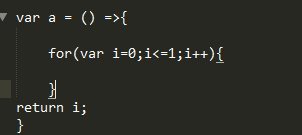 var a = () =>{
for(var i=0;i<=1;i++){
}
return i;
}